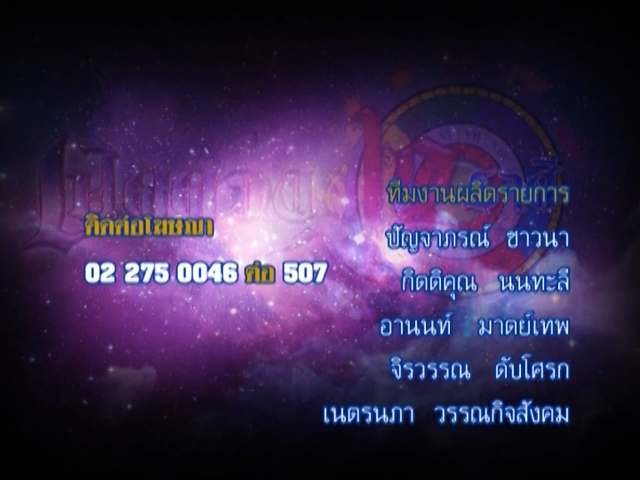 ติดต่อโฆษณา
02 275 0046 ต่อ 507
ทีมงานผลิตรายการ
ปัญจาภรณ์ ชาวนา
กิตติคุณ นนทะลี
อานนท์ มาตย์เทพ
จิรวรรณ ดับโศรก
เนตรนภา วรรณกิจสังคม